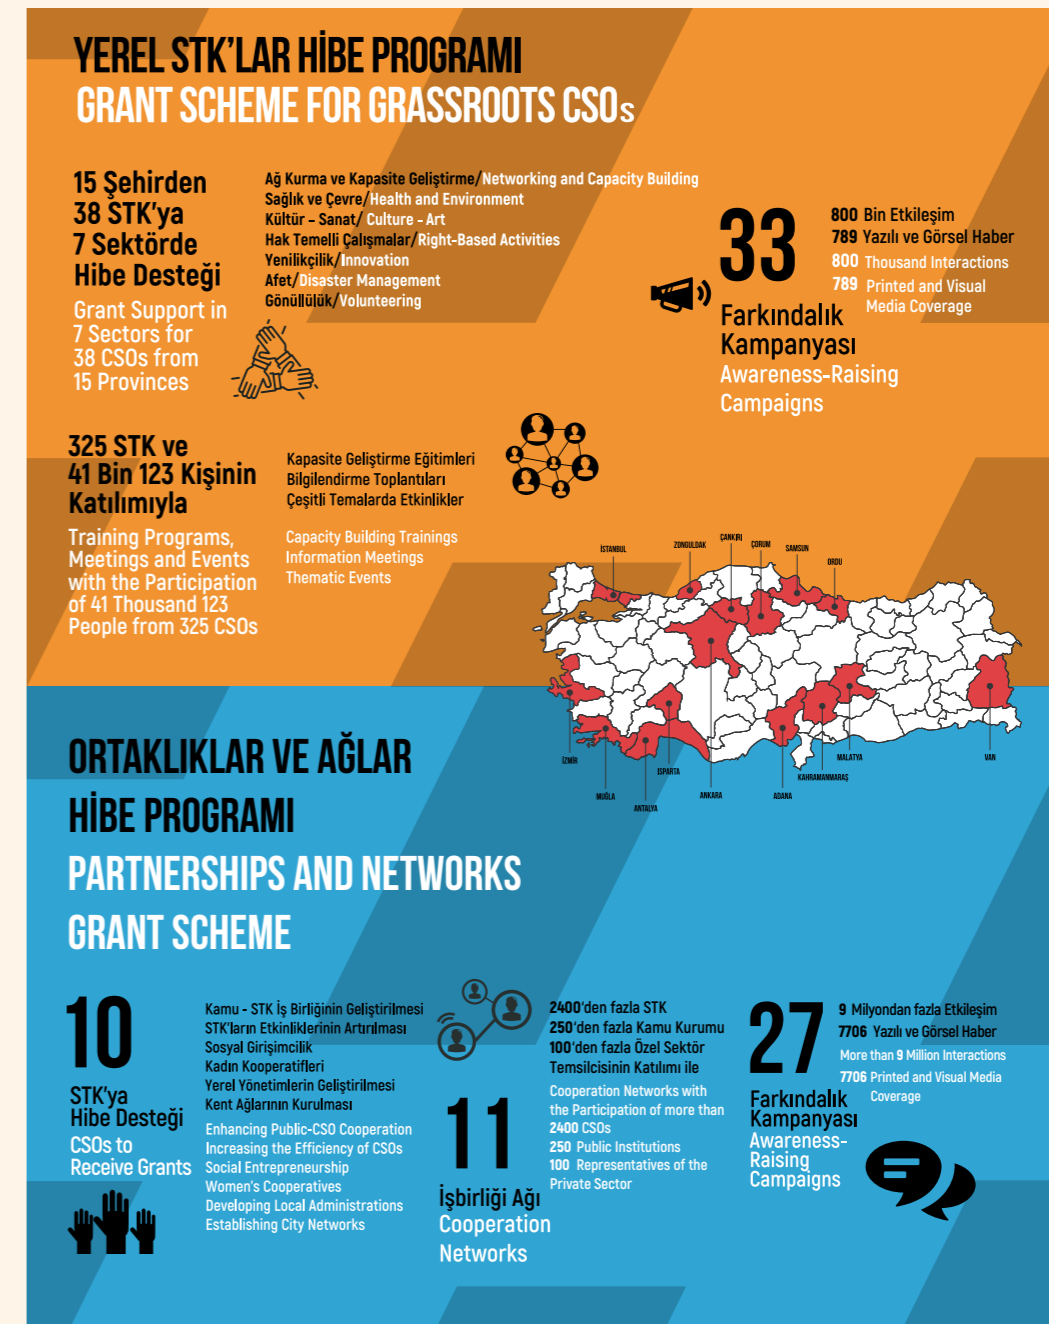 YEREL STK'LAR HİBE PROGRAMI
GRANT SCHEME FOR GRASSROOTS CSOs
15 Şehirden
38 STK'ya
7 Sektörde
Hibe Desteği
Grant Support in
7 Sectors for
38 CSOs from
15 Provinces
Ağ Kurma ve Kapasite Geliştirme/Networking and Capacity Building
Sağlık ve Çevre/Health and Environment
Kültür - Sanat/ Culture - Art
Hak Temelli Çalışmalar/Right-Based Activities
Yenilikçilik/Innovation
Afet/Disaster Management
Gönüllülük/Volunteering
33
Farkındalık
Kampanyası
Awareness-Raising
Campaigns
800 Bin Etkileşim
789 Yazılı ve Görsel Haber
800 Thousand Interactions
789 Printed and Visual
Media Coverage
325 STK ve
41 Bin 123 Kişinin
Katılımıyla
Training Programs,
Meetings and Events
with the Participation
of 41 Thousand 123
People from 325 CSOs
Kapasite Geliştirme Eğitimleri
Bilgilendirme Toplantıları
Çeşitli Temalarda Etkinlikler
Capacity Building Trainings
Information Meetings
Thematic Events
İSTANBUL
ZONGULDAK
ÇANKIRI
ÇORUM
SAMSUN
ORDU
İZMİR
MUĞLA
ANTALYA
ISPARTA
ANKARA
ADANA
KAHRAMANMARAŞ
MALATYA
VAN
ORTAKLIKLAR VE AĞLAR
HİBE PROGRAMI
PARTNERSHIPS AND NETWORKS
GRANT SCHEME
10
STK'ya
Hibe Desteği
CSOs to
Receive Grants
Kamu - STK İş Birliğinin Geliştirilmesi
STK'ların Etkinliklerinin Artırılması
Sosyal Girişimcilik
Kadın Kooperatifleri
Yerel Yönetimlerin Geliştirilmesi
Kent Ağlarının Kurulması
Enhancing Public-CSO Cooperation
Increasing the Efficiency of CSOs
Social Entrepreneurship
Women's Cooperatives
Developing Local Administrations
Establishing City Networks
11
İşbirliği Ağı
Cooperation
Networks
2400'den fazla STK
250'den fazla Kamu Kurumu
100'den fazla Özel Sektör
Temsilcisinin Katılımı ile
Cooperation Networks with
the Participation of more than
2400 CSOs
250 Public Institutions
100 Representatives of the
Private Sector
27
Farkındalık
Kampanyası
Awareness-
Raising
Campaigns
9 Milyondan fazla Etkileşim
7706 Yazılı ve Görsel Haber
More than 9 Million Interactions
7706 Printed and Visual Media
Coverage